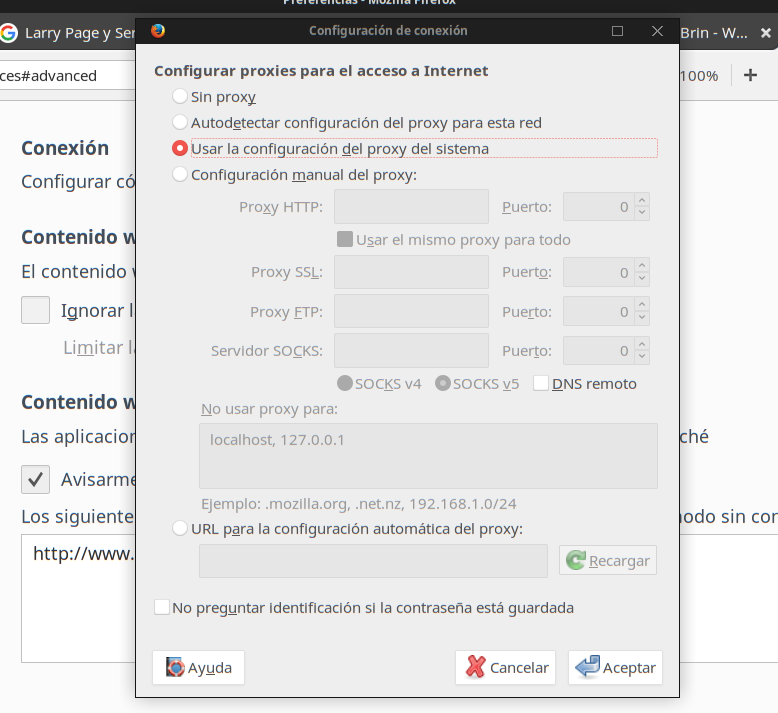 Preferencias - Mozilla Firefox
Larry Page y Ser
Configuración de conexión
Brin - W...
ces#advanced
100%
Configurar proxies para el acceso a Internet
Sin proxy
Autodetectar configuración del proxy para esta red
Conexión
Usar la configuración del proxy del sistema
Configurar có
Configuración manual del proxy:
Proxy HTTP:
Puerto:
0
Contenido w
Usar el mismo proxy para todo
El contenido w
Proxy SSL:
Puerto:
0
Ignorar l
Proxy FTP:
Puerto:
0
Limitar la
Servidor SOCKS:
Puerto:
0
SOCKS v4
SOCKS v5
DNS remoto
Contenido w
No usar proxy para:
Las aplicacion
ché
localhost, 127.0.0.1
Avisarme
Ejemplo: .mozilla.org, .net.nz, 192.168.1.0/24
Los siguiente
modo sin con
URL para la configuración automática del proxy:
http://www.
Recargar
No preguntar identificación si la contraseña está guardada
Ayuda
Cancelar
Aceptar